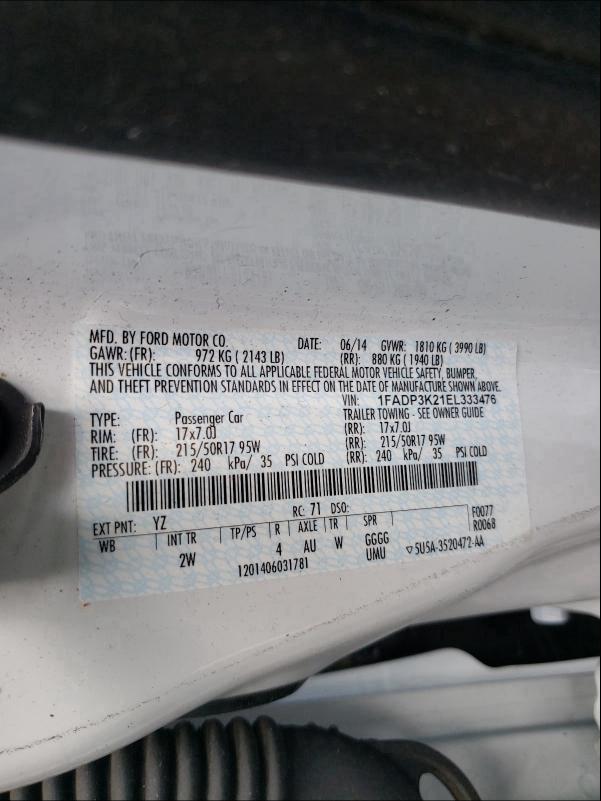 MFD. BY FORD MOTOR CO. DATE: 06/14 GVWR: 1810 KG ( 3990 LB)
GAWR: (FR): 972 KG ( 2143 LB) (RR): 880 KG ( 1940 LB)
THIS VEHICLE CONFORMS TO ALL APPLICABLE FEDERAL MOTOR VEHICLE SAFETY, BUMPER,
AND THEFT PREVENTION STANDARDS IN EFFECT ON THE DATE OF MANUFACTURE SHOWN ABOVE.
VIN: 1FADP3K21EL333476
TYPE: Passenger Car TRAILER TOWING - SEE OWNER GUIDE
RIM: (FR): 17x7.0J (RR): 17x7.0J
TIRE: (FR): 215/50R17 95W (RR): 215/50R17 95W
PRESSURE: (FR): 240 kPa/ 35 PSI COLD (RR): 240 kPa/ 35 PSI COLD
RC: 71 DSO: F0077
EXT PNT: YZ R0068
WB INT TR TP/PS R AXLE TR SPR
2W 4 AU W GGGG
UMU
1201406031781
▽5U5A-3520472-AA